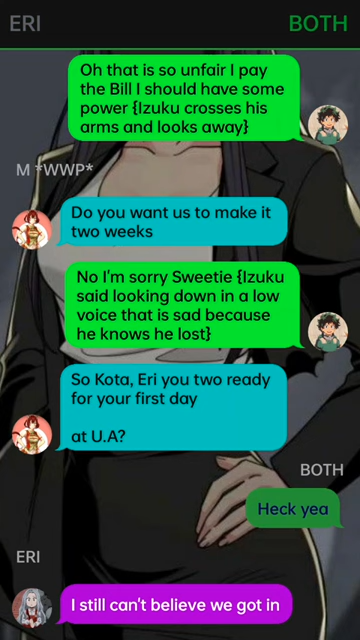 ERI
BOTH
Oh that is so unfair I pay
the Bill I should have some
power {Izuku crosses his
arms and looks away}
M *WWP*
Do you want us to make it
two weeks
No I'm sorry Sweetie {Izuku
said looking down in a low
voice that is sad because
he knows he lost}
So Kota, Eri you two ready
for your first day
at U.A?
BOTH
Heck yea
ERI
I still can't believe we got in